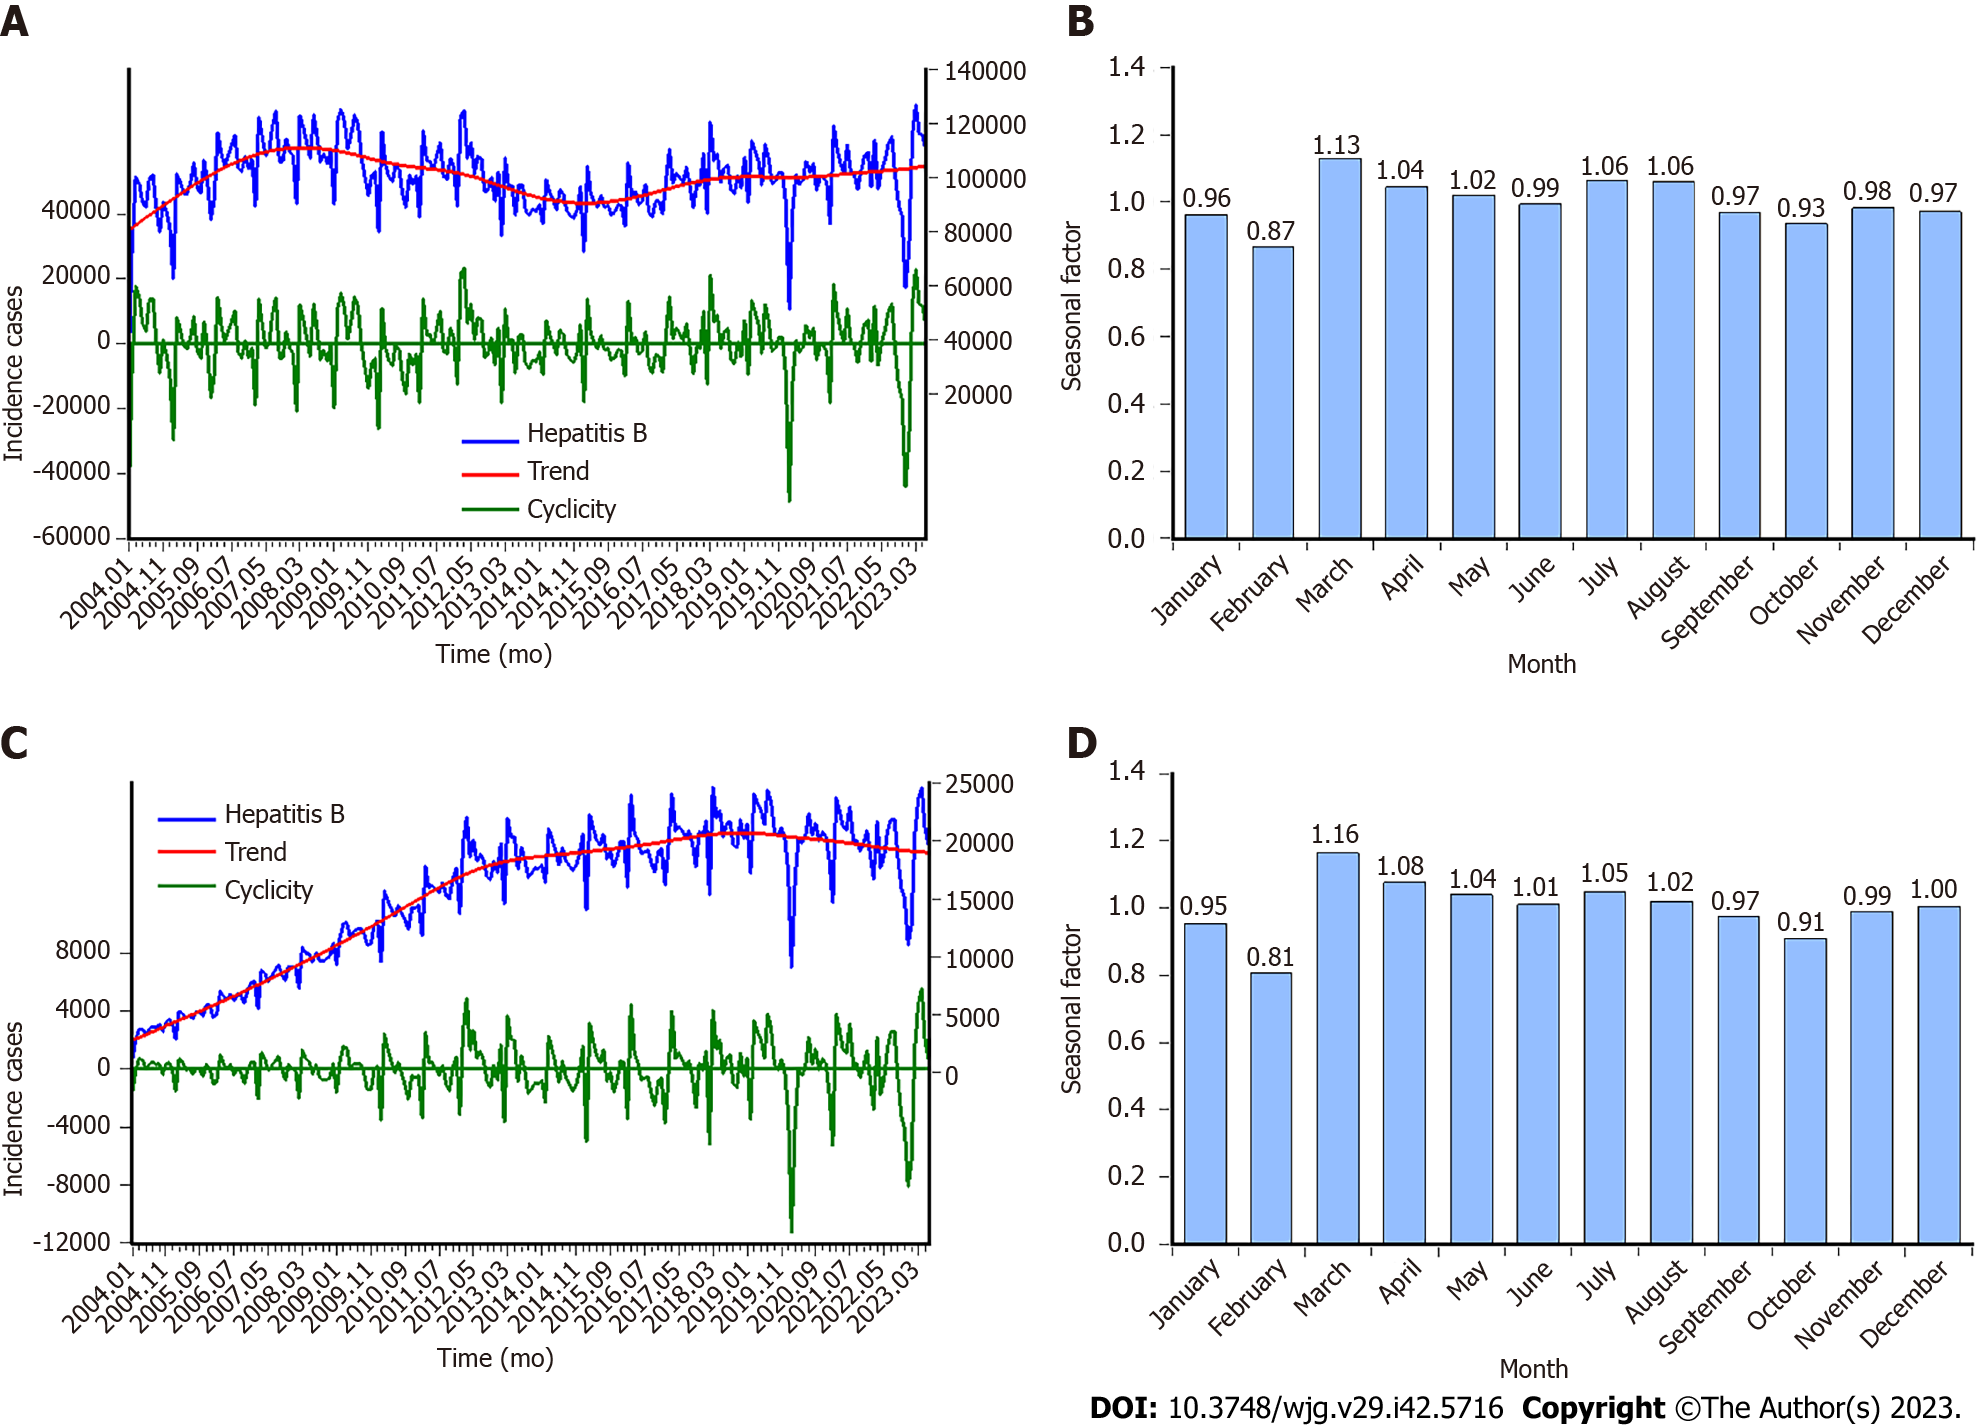 A
140000
120000
100000
80000
60000
40000
20000
40000
20000
0
-20000
-40000
-60000
Incidence cases
Hepatitis B
Trend
Cyclicity
2004.01
2004.11
2005.09
2006.07
2007.05
2008.03
2009.01
2009.11
2010.09
2011.07
2012.05
2013.03
2014.01
2014.11
2015.09
2016.07
2017.05
2018.03
2019.01
2019.11
2020.09
2021.07
2022.05
2023.03
Time (mo)
B
1.4
1.2
1.0
0.8
0.6
0.4
0.2
0.0
Seasonal factor
0.96
0.87
1.13
1.04
1.02
0.99
1.06
1.06
0.97
0.93
0.98
0.97
January
February
March
April
May
June
July
August
September
October
November
December
Month
C
25000
20000
15000
10000
5000
0
8000
4000
0
-4000
-8000
-12000
Incidence cases
Hepatitis B
Trend
Cyclicity
2004.01
2004.11
2005.09
2006.07
2007.05
2008.03
2009.01
2009.11
2010.09
2011.07
2012.05
2013.03
2014.01
2014.11
2015.09
2016.07
2017.05
2018.03
2019.01
2019.11
2020.09
2021.07
2022.05
2023.03
Time (mo)
D
1.4
1.2
1.0
0.8
0.6
0.4
0.2
0.0
Seasonal factor
0.95
0.81
1.16
1.08
1.04
1.01
1.05
1.02
0.97
0.91
0.99
1.00
January
February
March
April
May
June
July
August
September
October
November
December
Month
DOI: 10.3748/wjg.v29.i42.5716 Copyright ©The Author(s) 2023.